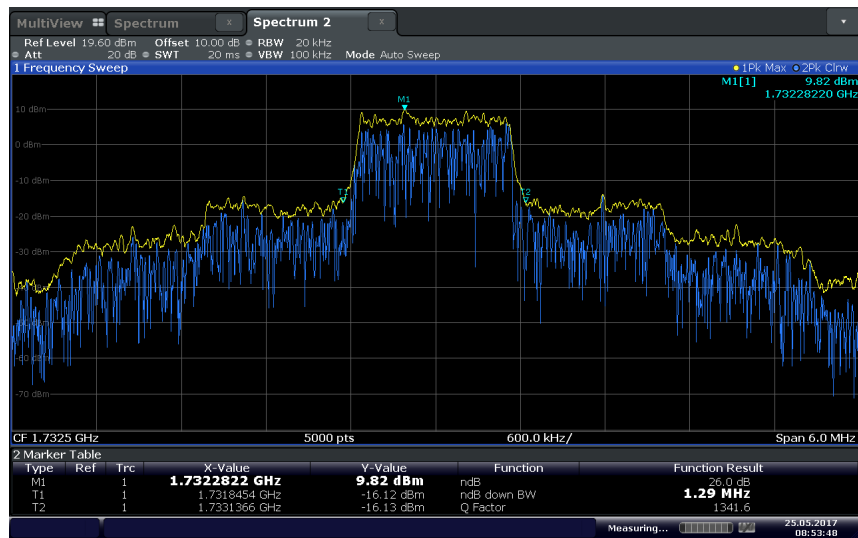 MultiView Spectrum x Spectrum 2 x
Ref Level 19.60 dBm Offset 10.00 dB RBW 20 kHz
Att 20 dB SWT 20 ms VBW 100 kHz Mode Auto Sweep
1 Frequency Sweep 1Pk Max 2Pk Clrw
M1[1] 9.82 dBm
1.73228220 GHz
M1
10 dBm
0 dBm
-10 dBm
T1 T2
-20 dBm
-30 dBm
-60 dBm
-70 dBm
CF 1.7325 GHz 5000 pts 600.0 kHz/ Span 6.0 MHz
2 Marker Table
Type Ref Trc X-Value Y-Value Function Function Result
M1 1 1.7322822 GHz 9.82 dBm ndB 26.0 dB
T1 1 1.7318454 GHz -16.12 dBm ndB down BW 1.29 MHz
T2 1 1.7331366 GHz -16.13 dBm Q Factor 1341.6
Measuring... 25.05.2017
08:53:48